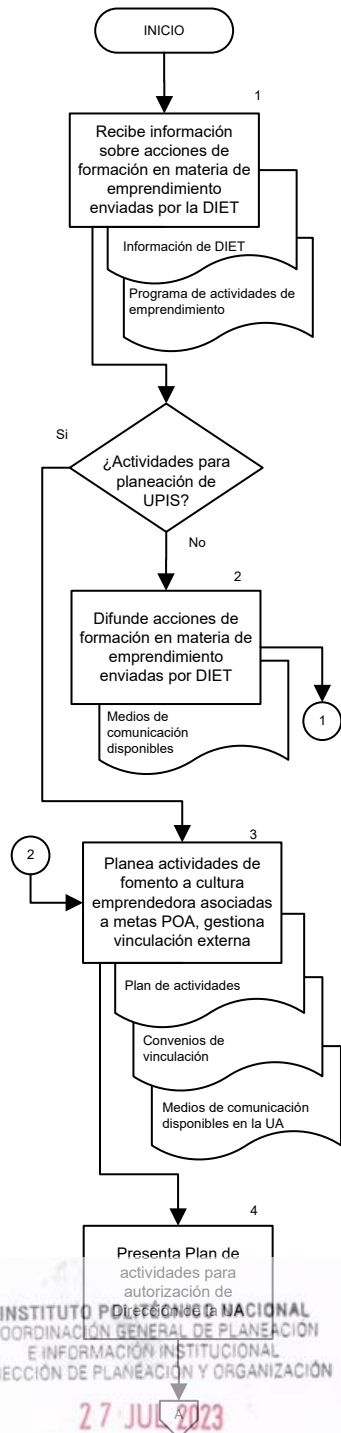 INICIO
1
Recibe información
sobre acciones de
formación en materia de
emprendimiento
enviadas por la DIET
Información de DIET
Programa de actividades de
emprendimiento
Si
¿Actividades para
planeación de
UPIS?
No
2
Difunde acciones de
formación en materia de
emprendimiento
enviadas por DIET
Medios de
comunicación
disponibles
1
2
3
Planea actividades de
fomento a cultura
emprendedora asociadas
a metas POA, gestiona
vinculación externa
Plan de actividades
Convenios de
vinculación
Medios de comunicación
disponibles en la UA
4
Presenta Plan de
actividades para
autorización de
Dirección de la UA
INSTITUTO POLITÉCNICO NACIONAL
COORDINACIÓN GENERAL DE PLANEACIÓN
E INFORMACIÓN INSTITUCIONAL
DIRECCIÓN DE PLANEACIÓN Y ORGANIZACIÓN
27 JUL 2023
A